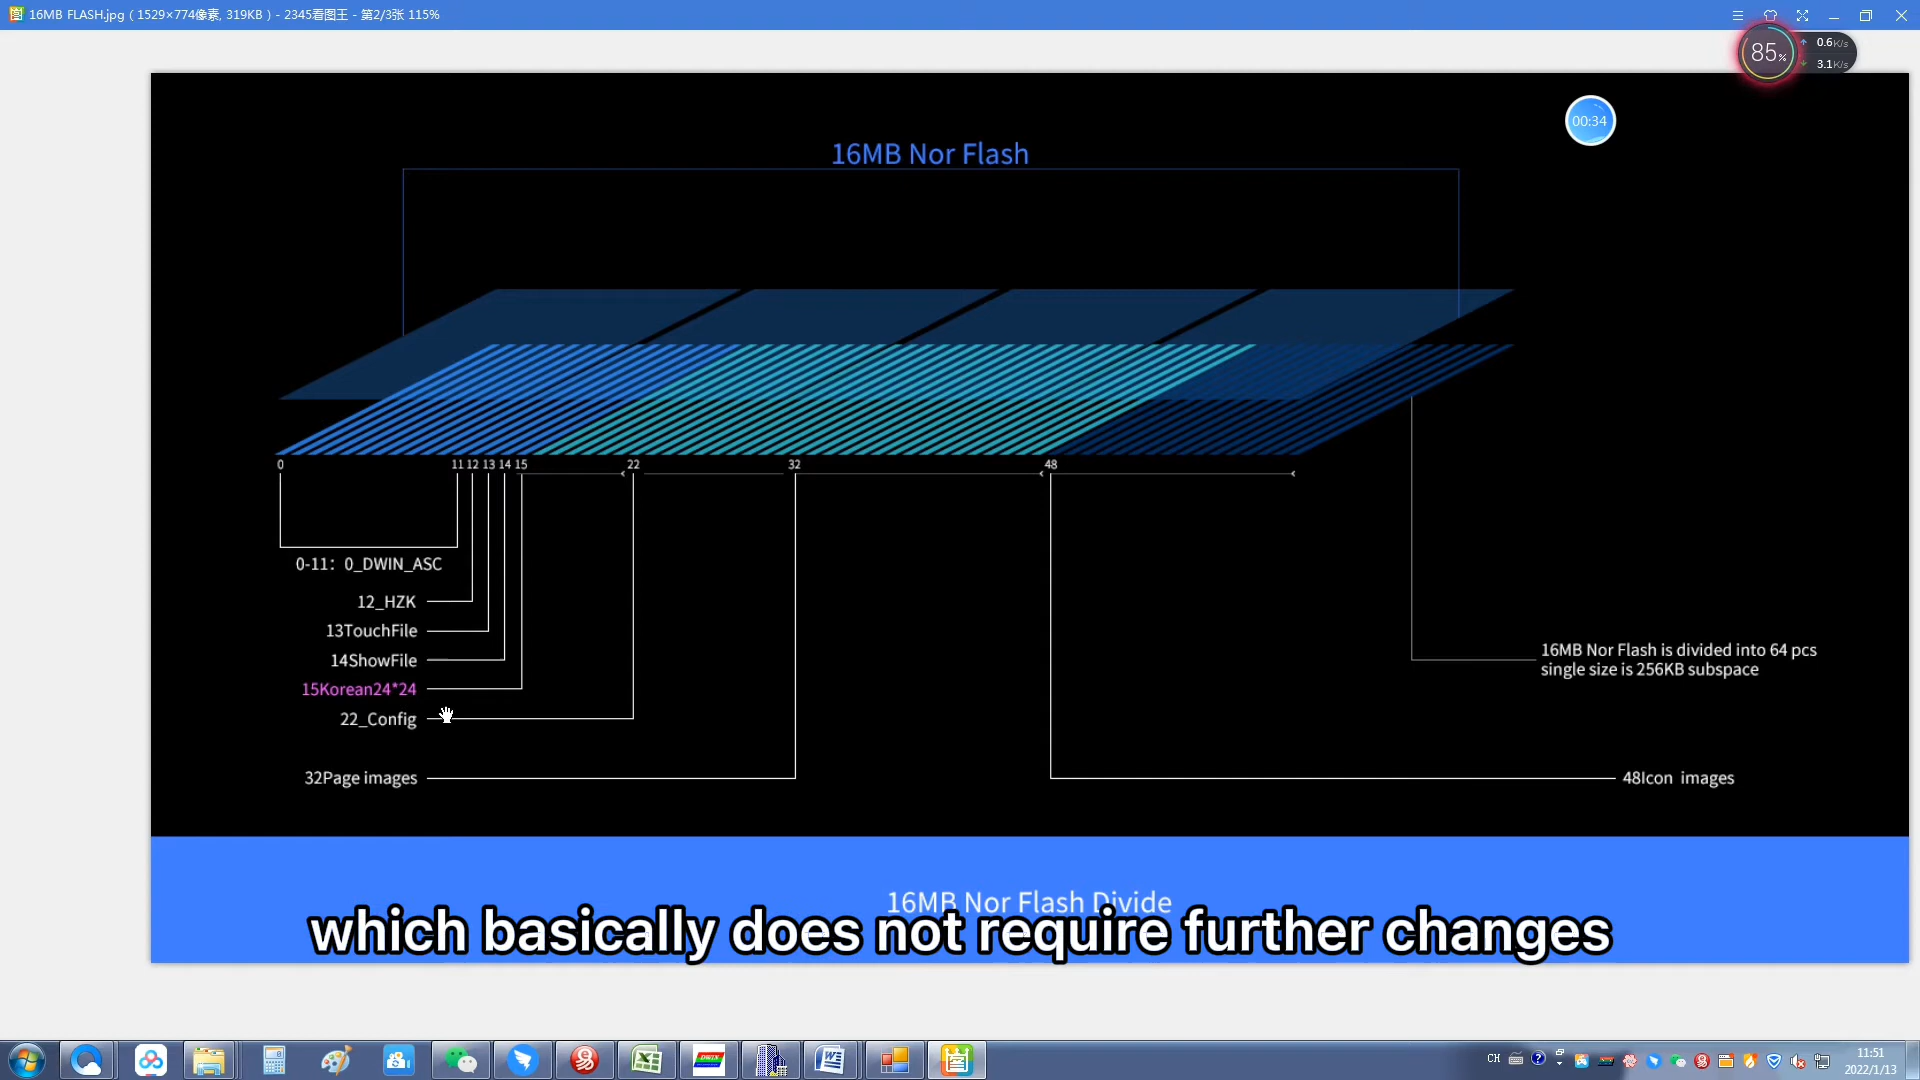 16MB FLASH.jpg ( 1529×774像素, 319KB ) - 2345看图王 - 第2/3张 115%
85%
0.6K/s
3.1K/s
00:34
16MB Nor Flash
0 11 12 13 14 15 22 32 48
0-11: 0_DWIN_ASC
12_HZK
13TouchFile
14ShowFile
15Korean24*24
22_Config
32Page images
48Icon images
16MB Nor Flash is divided into 64 pcs
single size is 256KB subspace
16MB Nor Flash Divide
which basically does not require further changes
CH
11:51
2022/1/13